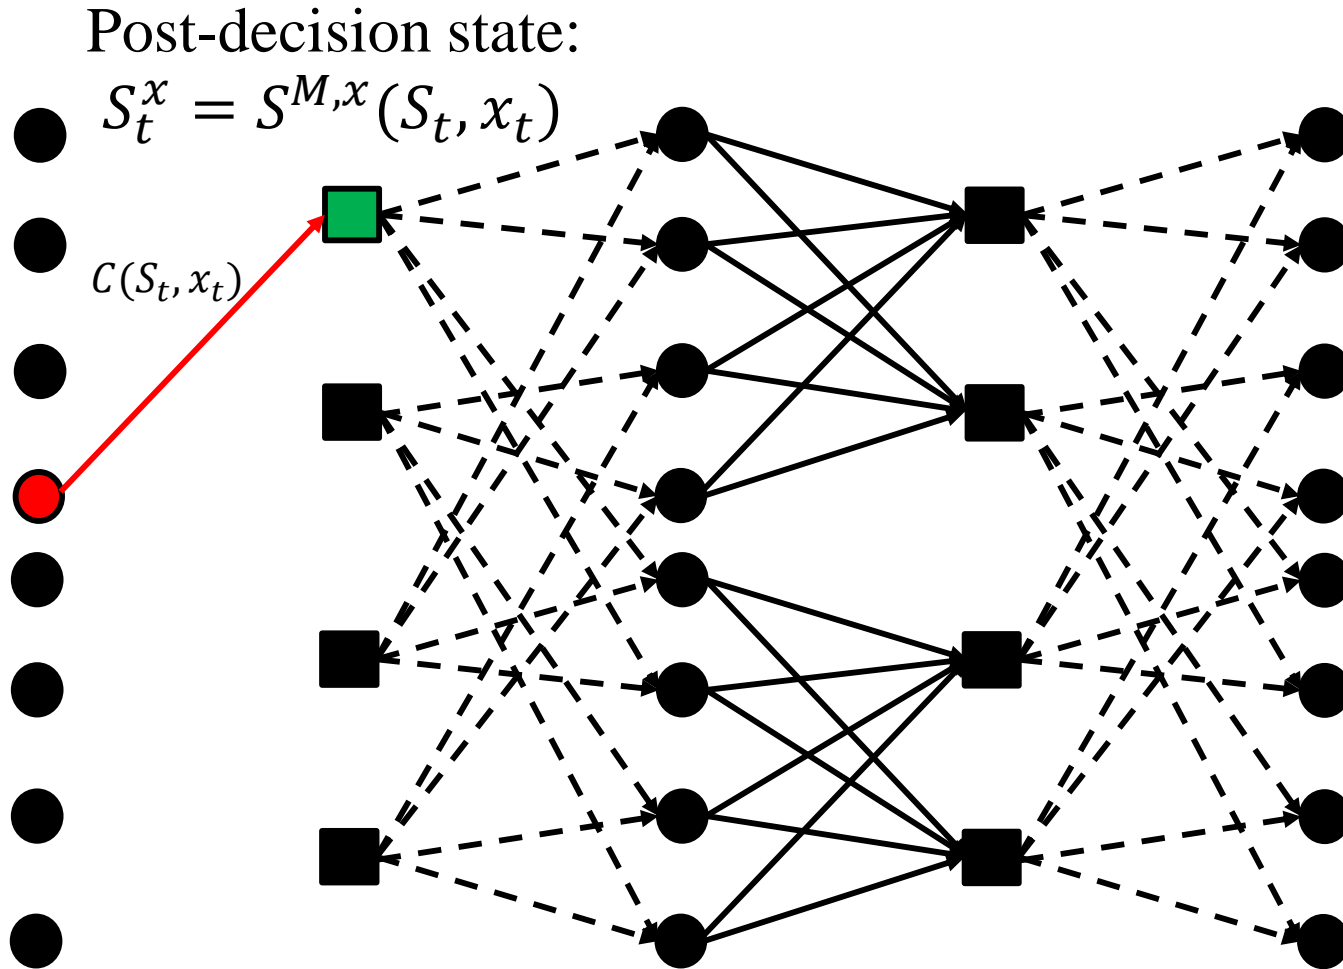 Post-decision state:
$S_t^x = S^{M,x}(S_t, x_t)$
$C(S_t, x_t)$